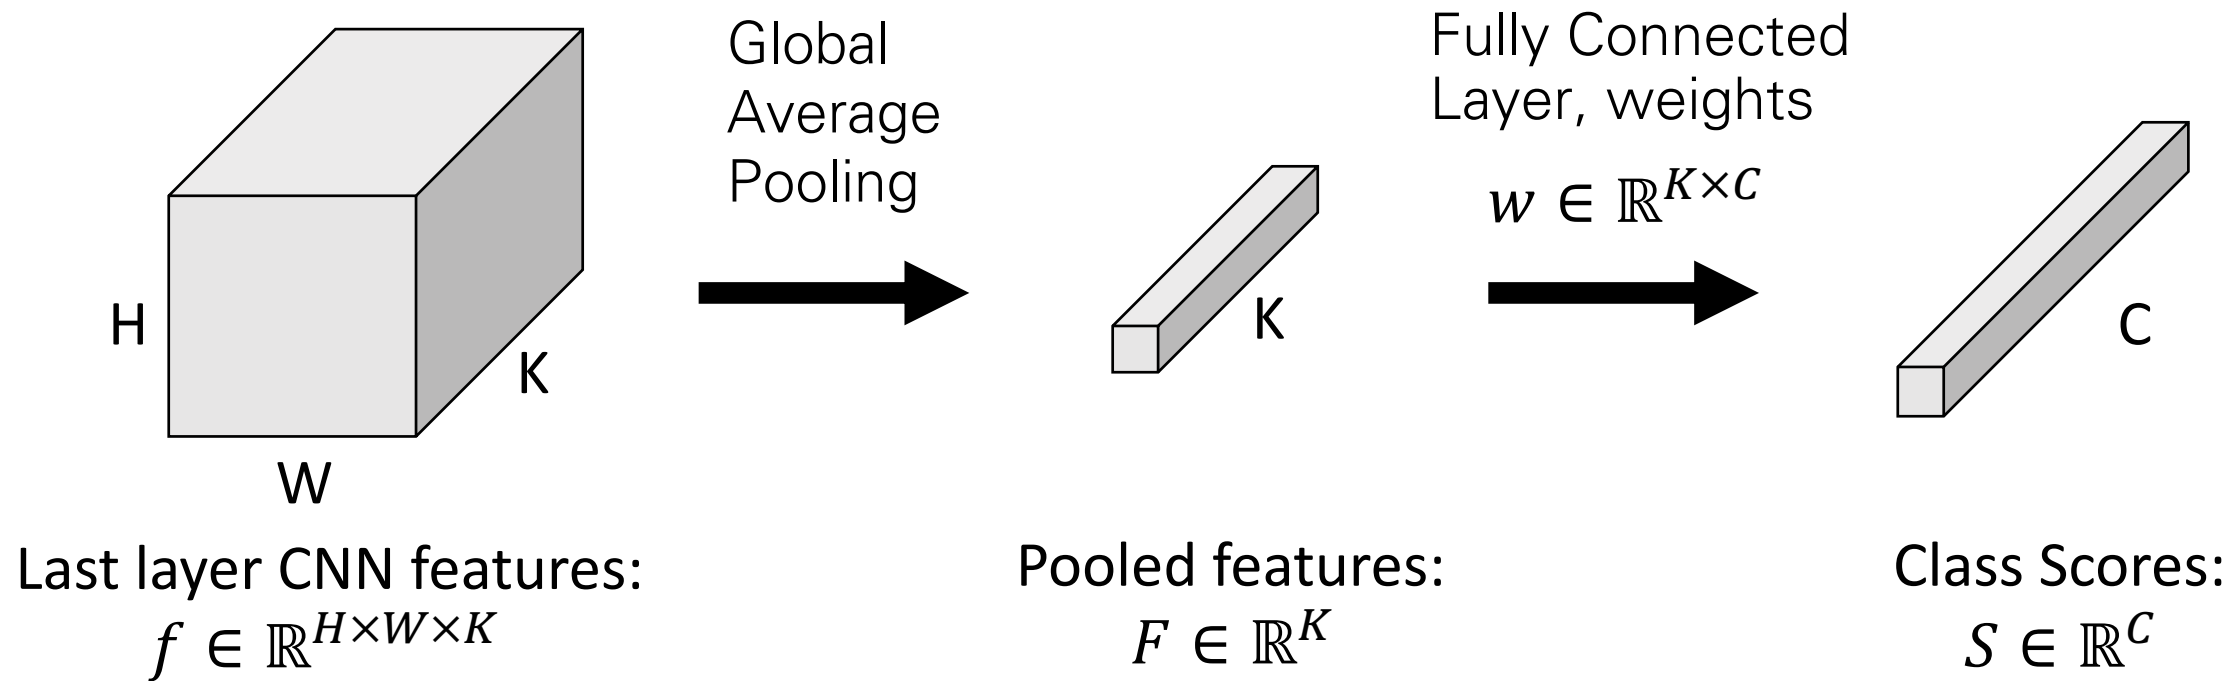 Global
Average
Pooling
Fully Connected
Layer, weights
w ∈ ℝ^{K×C}
H
K
W
K
C
Last layer CNN features:
f ∈ ℝ^{H×W×K}
Pooled features:
F ∈ ℝ^K
Class Scores:
S ∈ ℝ^C